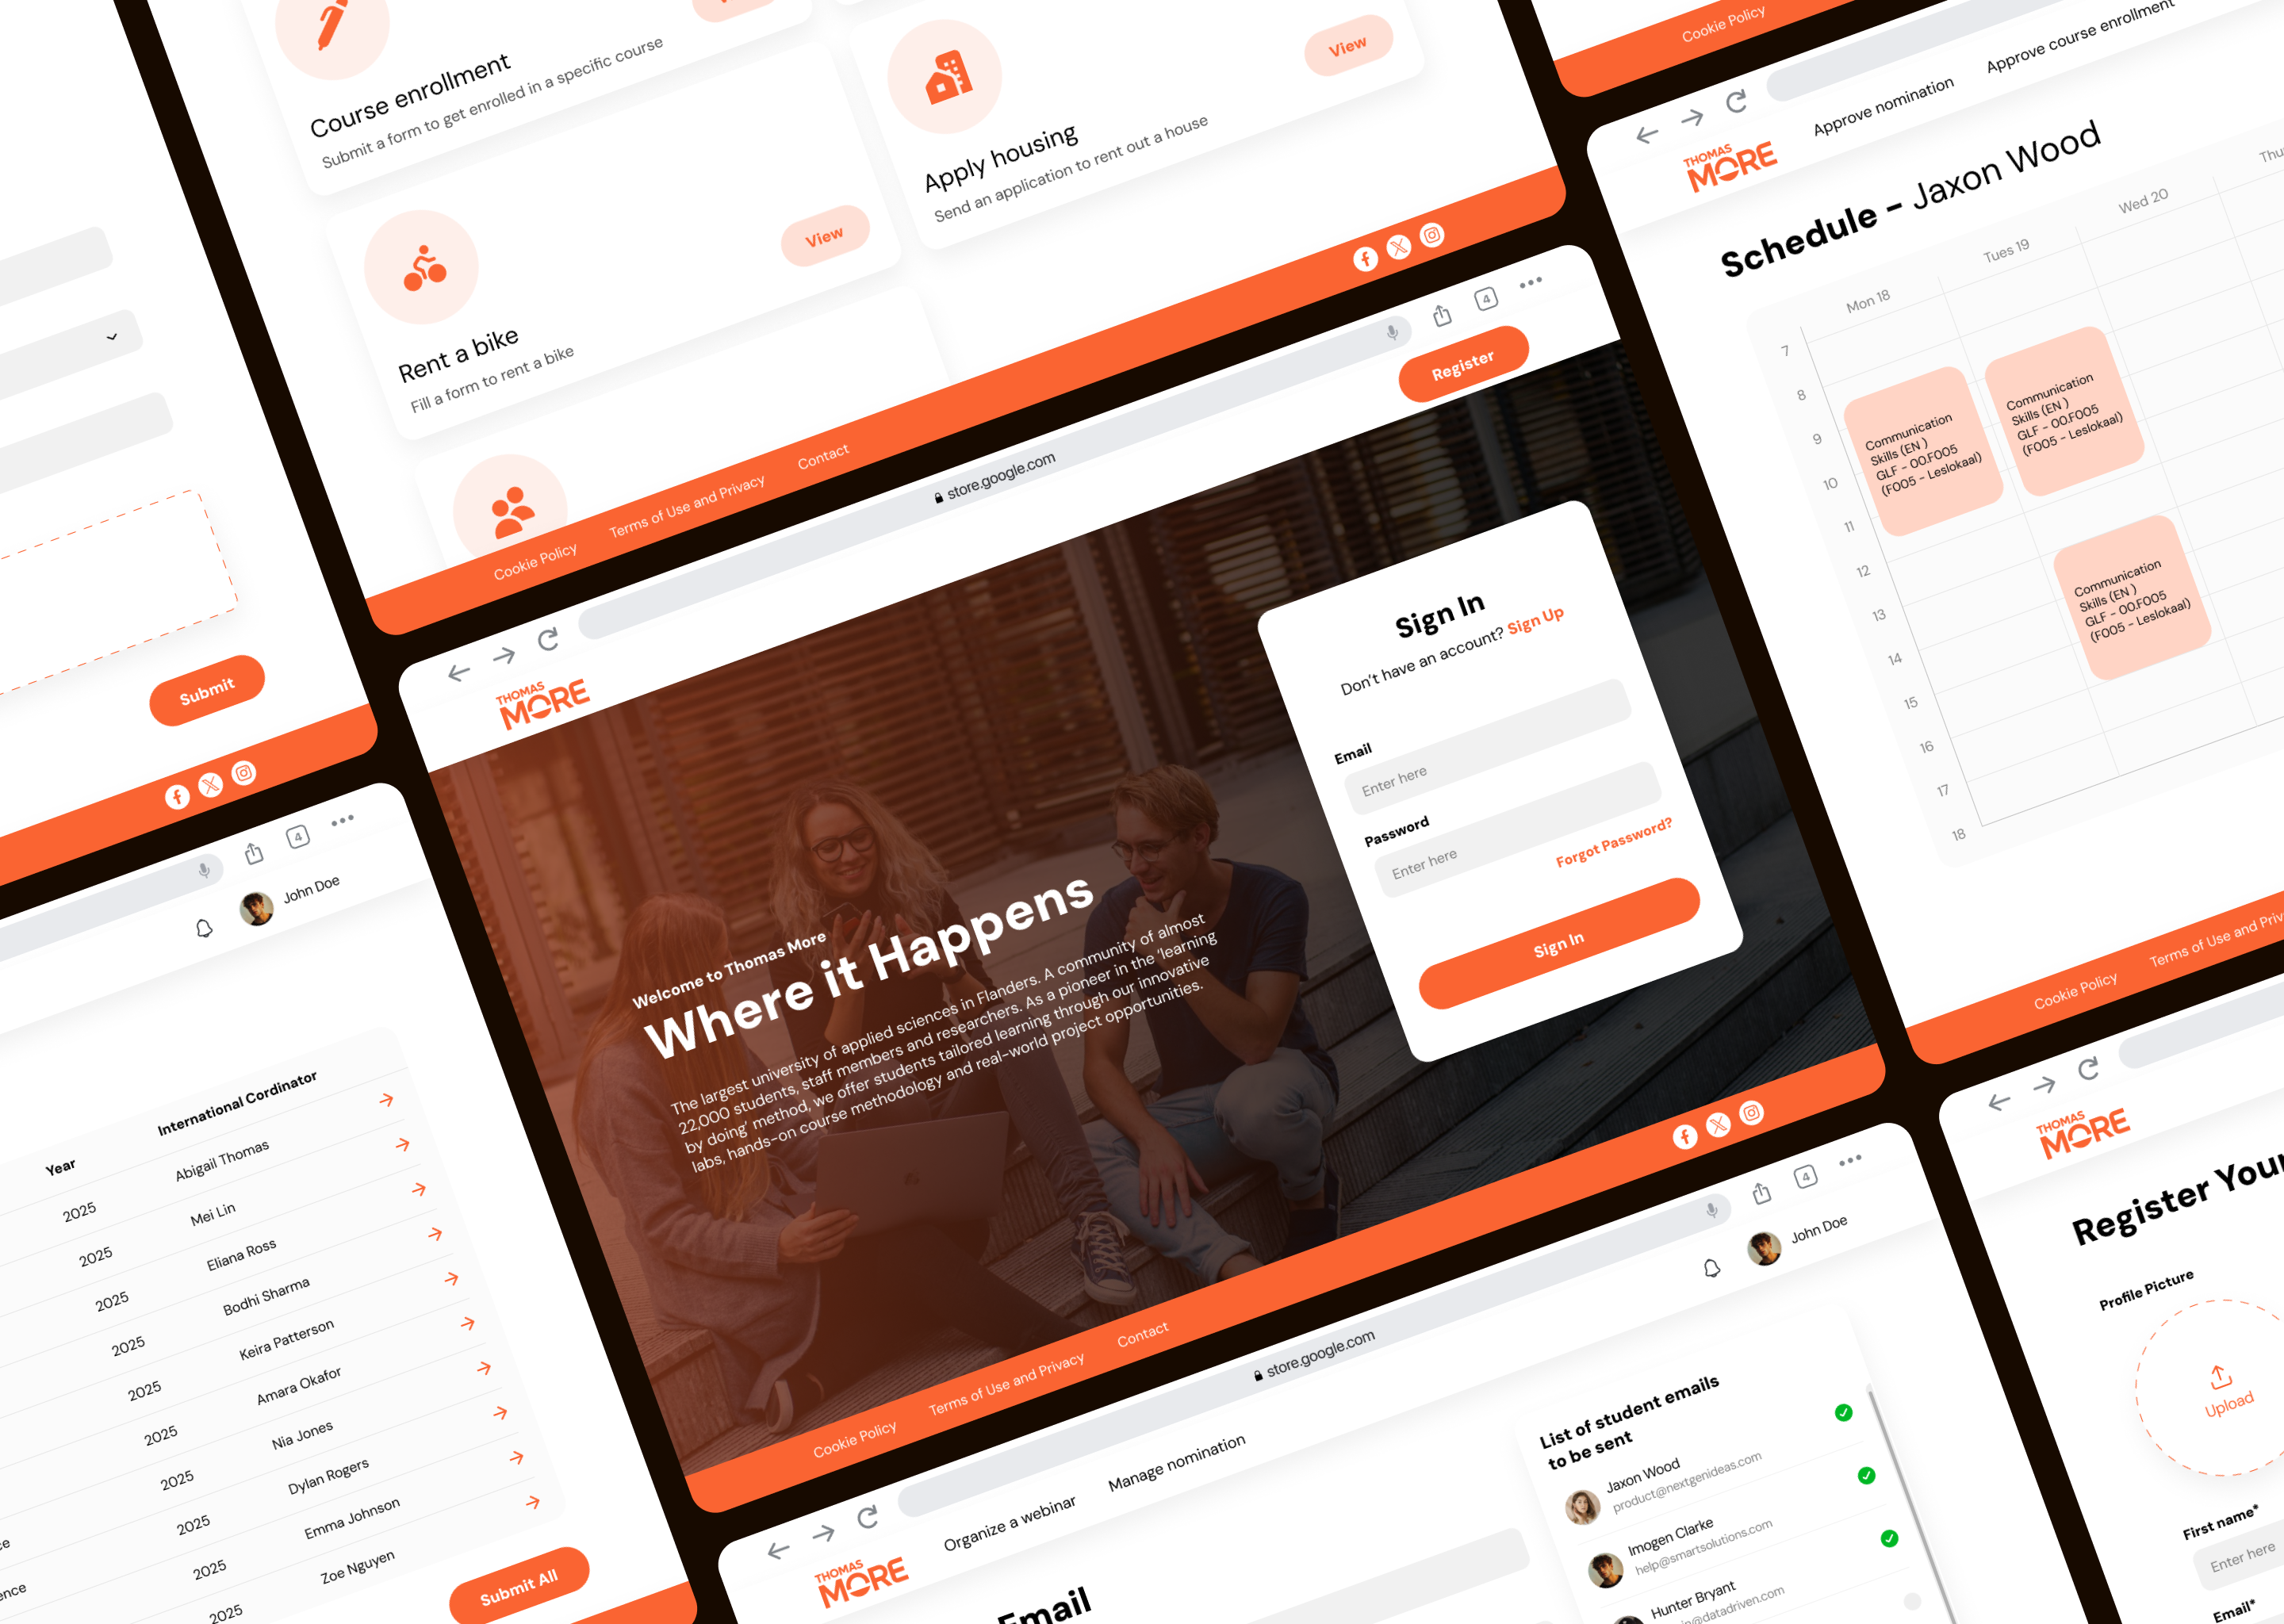 Course enrollment
Submit a form to get enrolled in a specific course
Rent a bike
Fill a form to rent a bike
View
Apply housing
Send an application to rent out a house
View
Cookie Policy
Terms of Use and Privacy
Contact
Submit
John Doe
Year
International Cordinator
2025
Abigail Thomas
2025
Mei Lin
2025
Eliana Ross
2025
Bodhi Sharma
2025
Keira Patterson
2025
Amara Okafor
2025
Nia Jones
2025
Dylan Rogers
2025
Emma Johnson
2025
Zoe Nguyen
Submit All
store.google.com
4
THOMAS
MORE
Register
Welcome to Thomas More
Where it Happens
The largest university of applied sciences in Flanders. A community of almost
22,000 students, staff members and researchers. As a pioneer in the 'learning
by doing' method, we offer students tailored learning through our innovative
labs, hands-on course methodology and real-world project opportunities.
Sign In
Don't have an account? Sign Up
Email
Enter here
Password
Enter here
Forgot Password?
Sign In
Cookie Policy
Terms of Use and Privacy
Contact
4
store.google.com
4
THOMAS
MORE
Organize a webinar
Manage nomination
John Doe
Email
List of student emails
to be sent
Jaxon Wood
product@nextgenideas.com
Imogen Clarke
help@smartsolutions.com
Hunter Bryant
@datadriven.com
Cookie Policy
THOMAS
MORE
Approve nomination
Approve course enrollment
Schedule - Jaxon Wood
Mon 18
Tues 19
Wed 20
7
8
9
10
11
12
13
14
15
16
17
18
Communication
Skills (EN )
GLF - 00.F005
(F005 - Leslokaal)
Communication
Skills (EN )
GLF - 00.F005
(F005 - Leslokaal)
Communication
Skills (EN )
GLF - 00.F005
(F005 - Leslokaal)
Cookie Policy
Terms of Use and Priv
THOMAS
MORE
Register Your
Profile Picture
Upload
First name*
Enter here
Email*